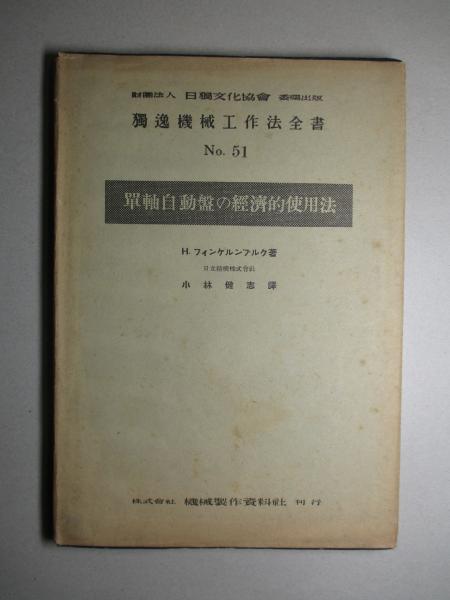 財團法人 日獨文化協會 委囑出版
獨逸機械工作法全書
No. 51
單軸自動盤の經濟的使用法
H. フィンケルンブルク著
日立精機株式會社
小林健志譯
株式會社 機械製作資料社 刊行